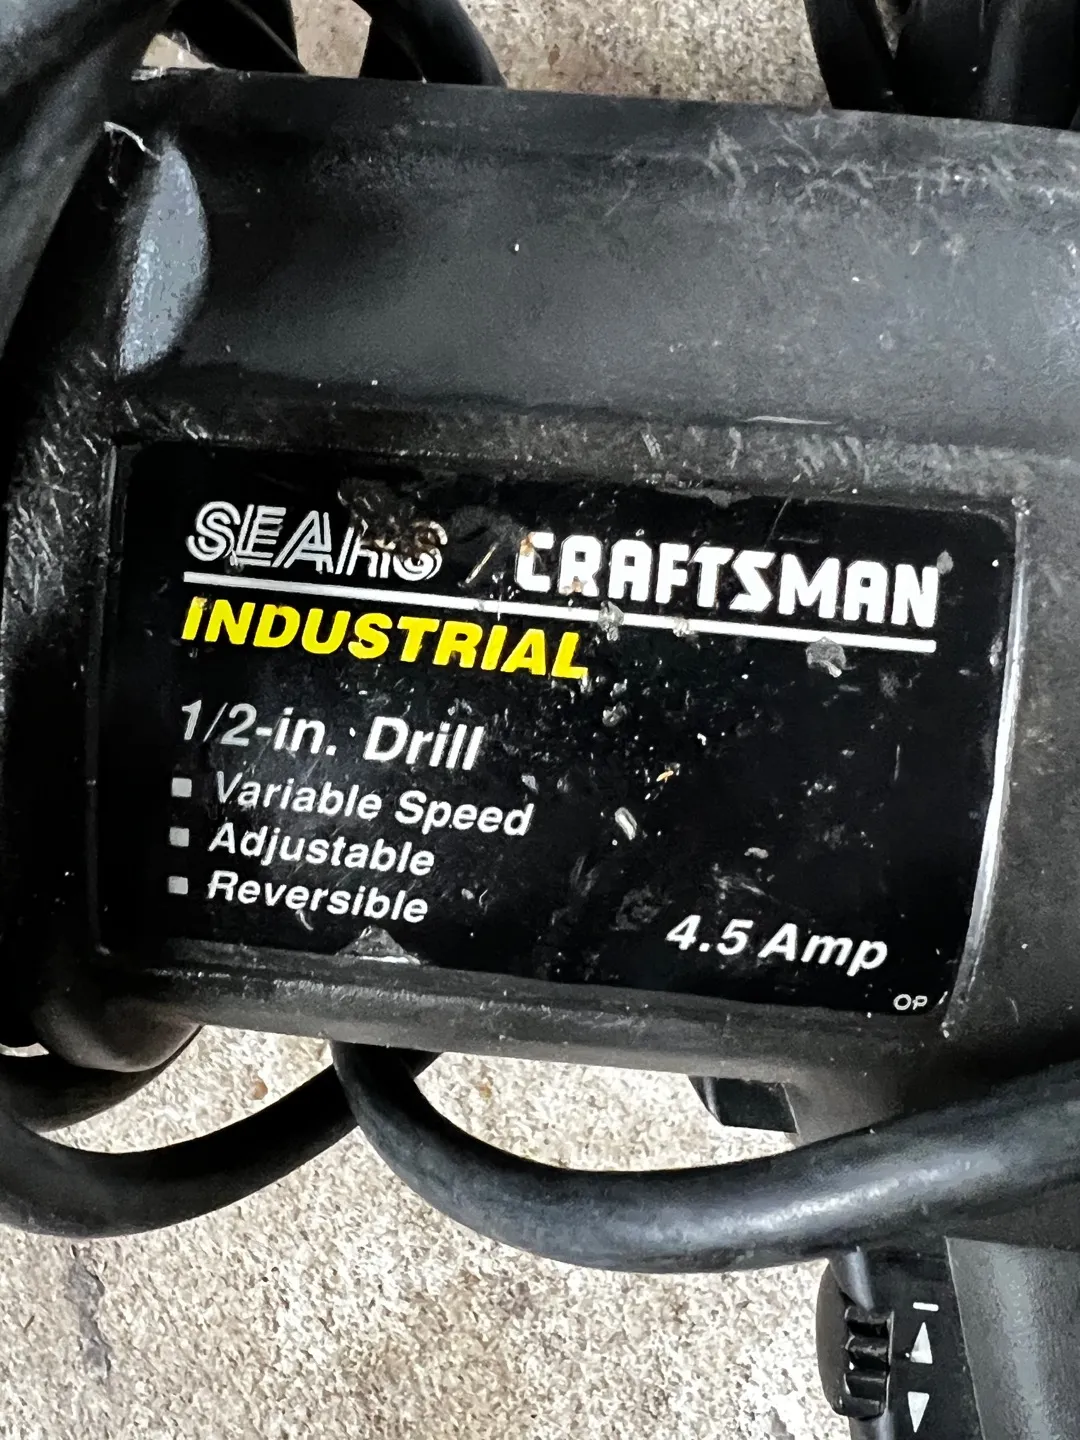 SEARS / CRAFTSMAN
INDUSTRIAL
1/2-in. Drill
▪ Variable Speed
▪ Adjustable
▪ Reversible
4.5 Amp
OP